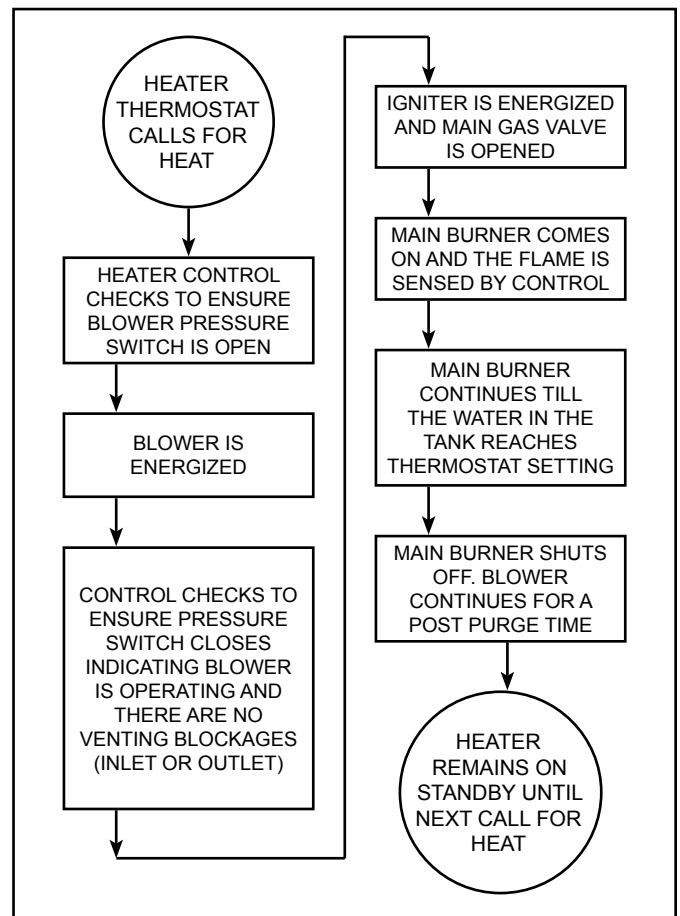 HEATER
THERMOSTAT
CALLS FOR
HEAT
HEATER CONTROL
CHECKS TO ENSURE
BLOWER PRESSURE
SWITCH IS OPEN
BLOWER IS
ENERGIZED
CONTROL CHECKS TO
ENSURE PRESSURE
SWITCH CLOSES
INDICATING BLOWER
IS OPERATING AND
THERE ARE NO
VENTING BLOCKAGES
(INLET OR OUTLET)
IGNITER IS ENERGIZED
AND MAIN GAS VALVE
IS OPENED
MAIN BURNER COMES
ON AND THE FLAME IS
SENSED BY CONTROL
MAIN BURNER
CONTINUES TILL
THE WATER IN THE
TANK REACHES
THERMOSTAT SETTING
MAIN BURNER SHUTS
OFF. BLOWER
CONTINUES FOR A
POST PURGE TIME
HEATER
REMAINS ON
STANDBY UNTIL
NEXT CALL FOR
HEAT